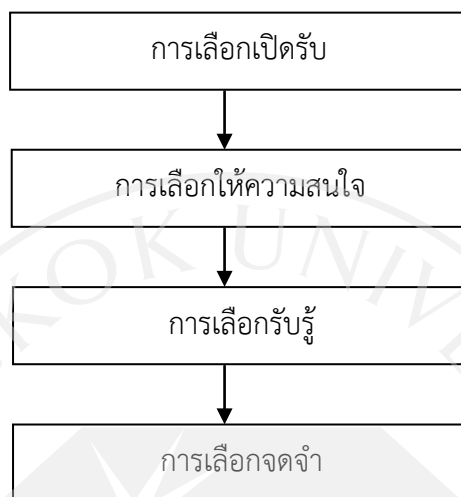 การเลือกเปิดรับ
การเลือกให้ความสนใจ
การเลือกรับรู้
การเลือกจดจำ